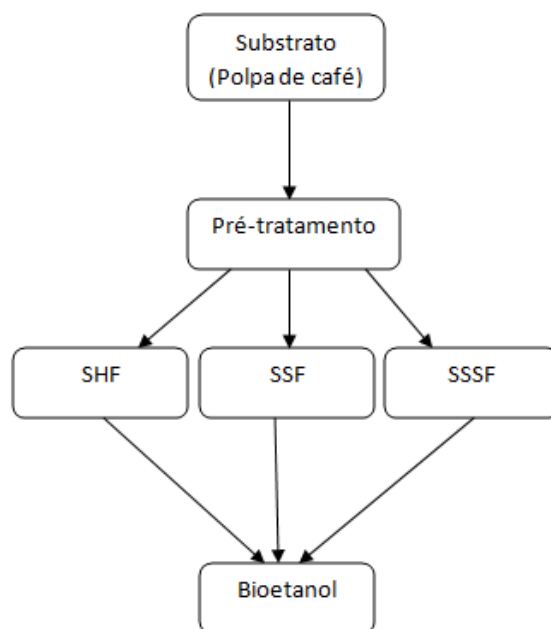 Substrato
(Polpa de café)
Pré-tratamento
SHF
SSF
SSSF
Bioetanol